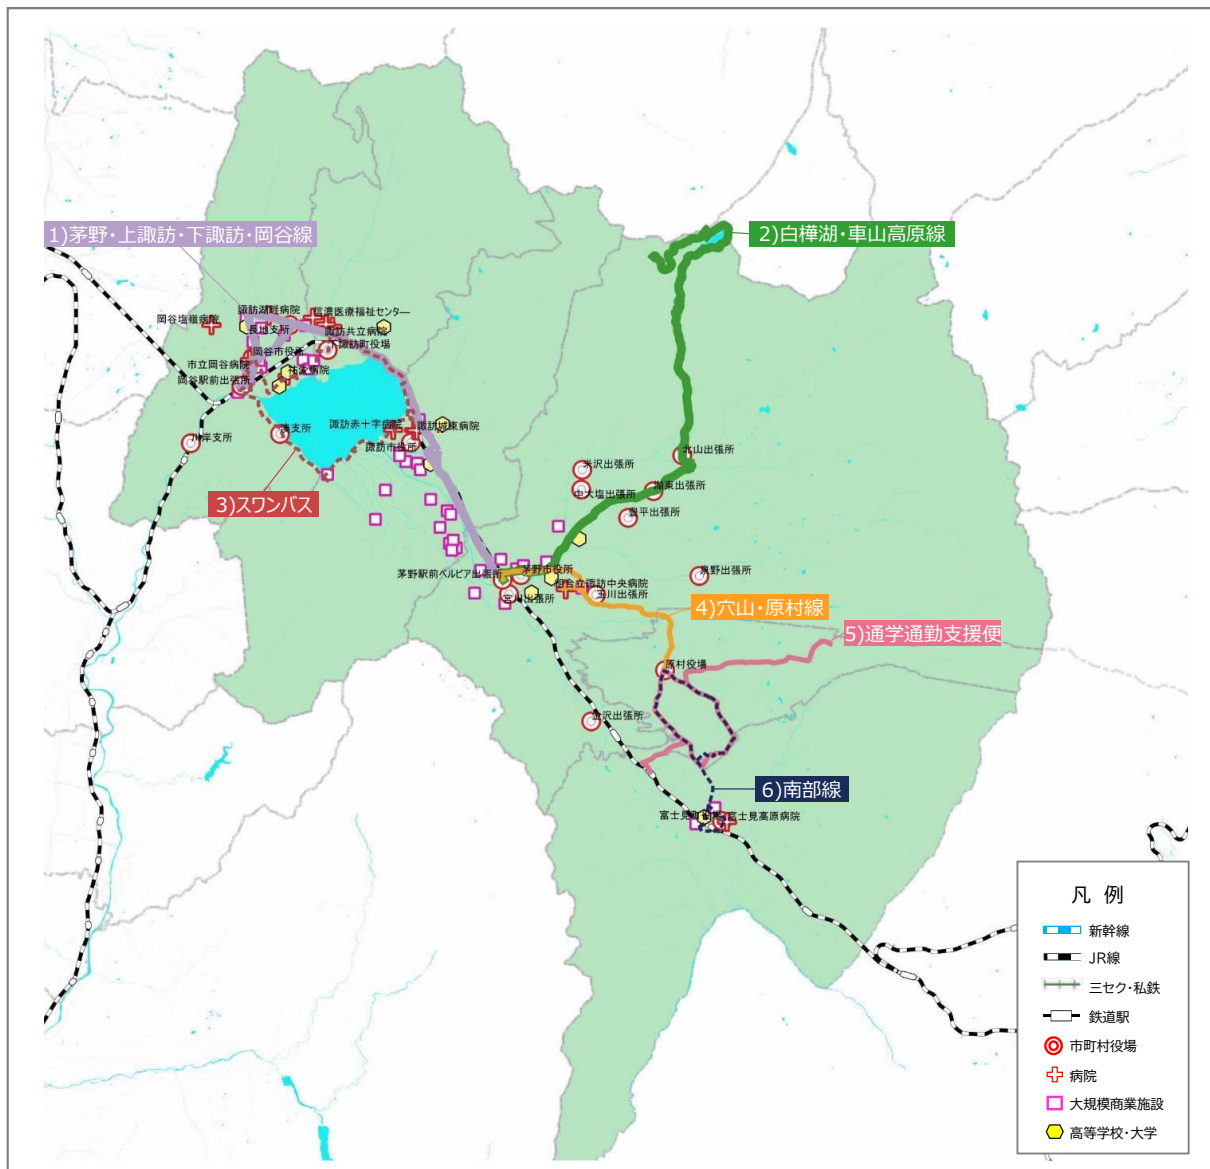 1)茅野・上諏訪・下諏訪・岡谷線
2)白樺湖・車山高原線
諏訪湖畔病院
信濃医療福祉センター
岡谷塩嶺病院
長地支所
諏訪共立病院
下諏訪町役場
岡谷市役所
市立岡谷病院
祐愛病院
岡谷駅前出張所
諏訪赤十字病院
諏訪城東病院
湊支所
川岸支所
諏訪市役所
北山出張所
米沢出張所
湖東出張所
中大塩出張所
3)スワンバス
豊平出張所
茅野駅前ベルビア出張所
茅野市役所
泉野出張所
組合立諏訪中央病院
玉川出張所
宮川出張所
4)穴山・原村線
5)通学通勤支援便
原村役場
金沢出張所
6)南部線
富士見町
富士見高原病院
凡 例
新幹線
JR線
三セク・私鉄
鉄道駅
市町村役場
病院
大規模商業施設
高等学校・大学